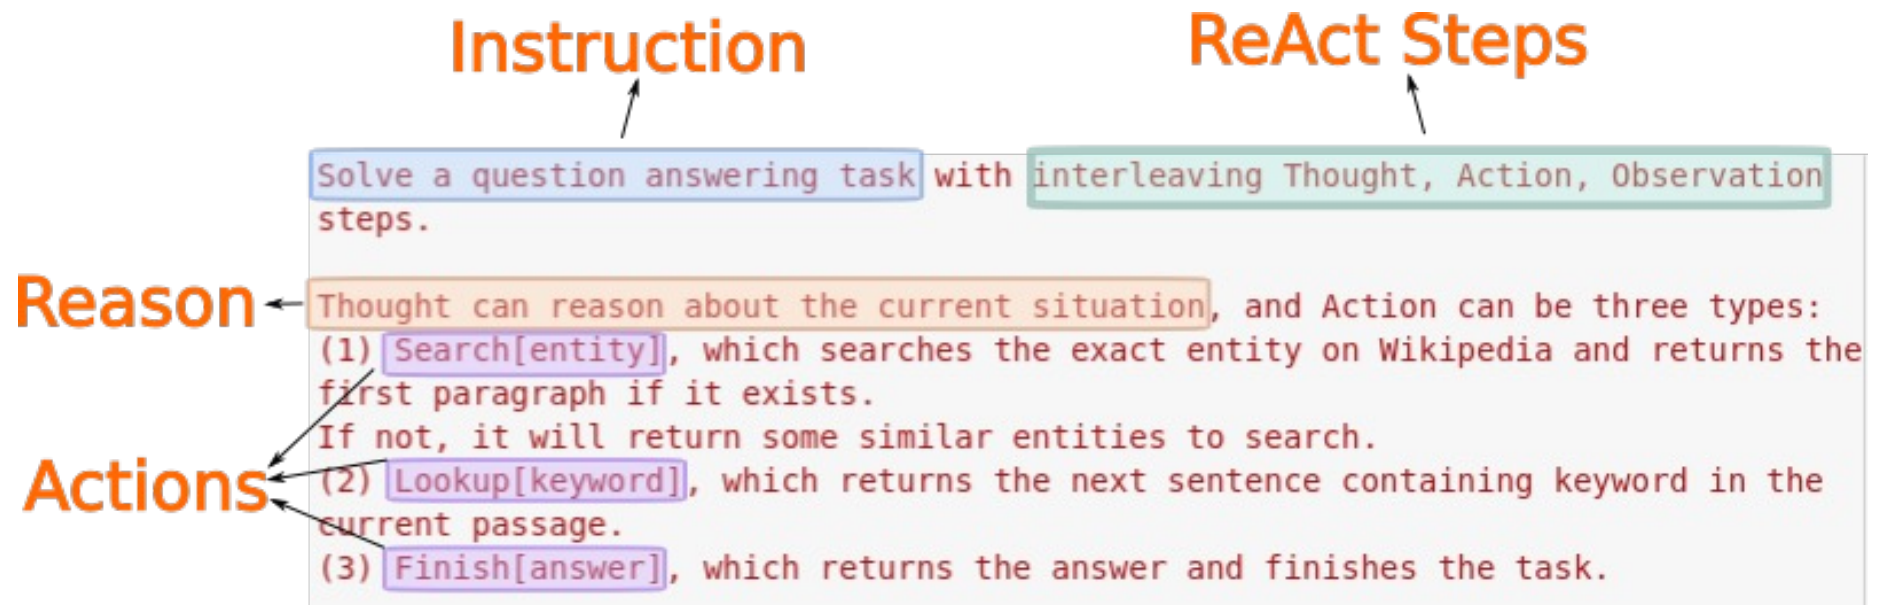 Instruction
ReAct Steps
Solve a question answering task with interleaving Thought, Action, Observation
steps.
Reason
Thought can reason about the current situation, and Action can be three types:
(1) Search[entity], which searches the exact entity on Wikipedia and returns the
first paragraph if it exists.
If not, it will return some similar entities to search.
Actions
(2) Lookup[keyword], which returns the next sentence containing keyword in the
current passage.
(3) Finish[answer], which returns the answer and finishes the task.